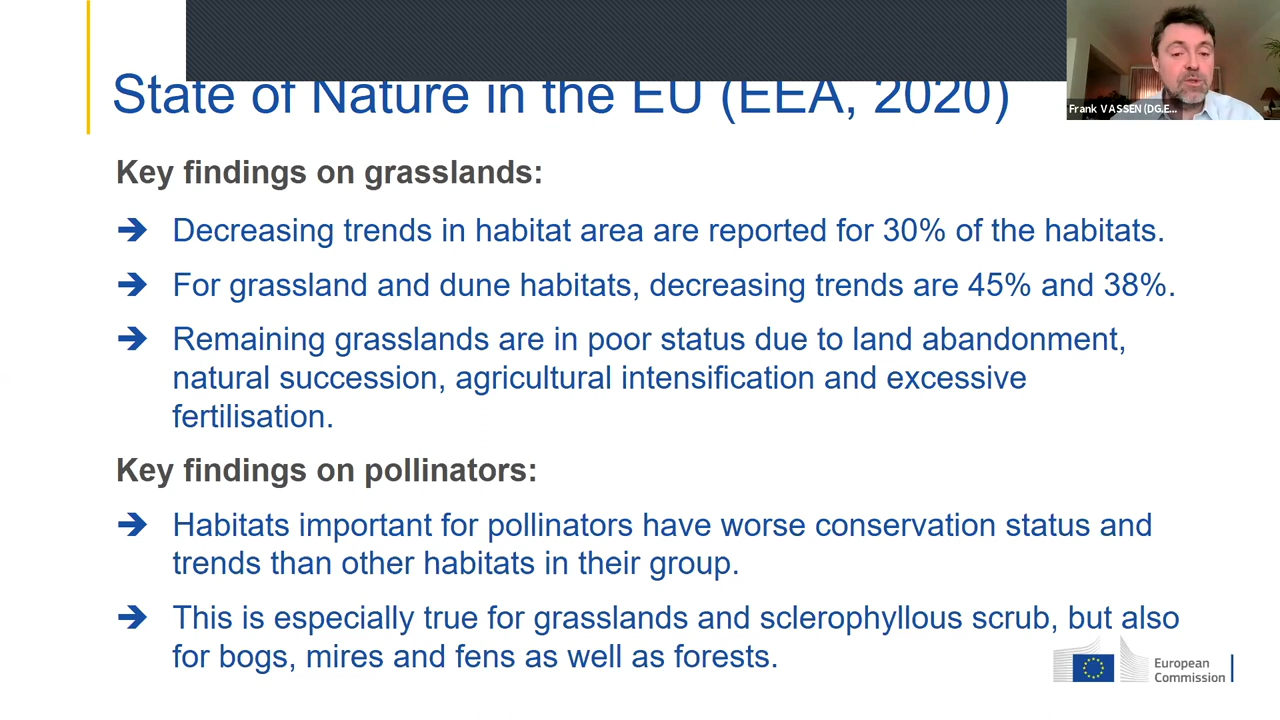 State of Nature in the EU (EEA, 2020)
Frank VASSEN (DG.E...
Key findings on grasslands:
➔ Decreasing trends in habitat area are reported for 30% of the habitats.
➔ For grassland and dune habitats, decreasing trends are 45% and 38%.
➔ Remaining grasslands are in poor status due to land abandonment,
natural succession, agricultural intensification and excessive
fertilisation.
Key findings on pollinators:
➔ Habitats important for pollinators have worse conservation status and
trends than other habitats in their group.
➔ This is especially true for grasslands and sclerophyllous scrub, but also
for bogs, mires and fens as well as forests.
European
Commission